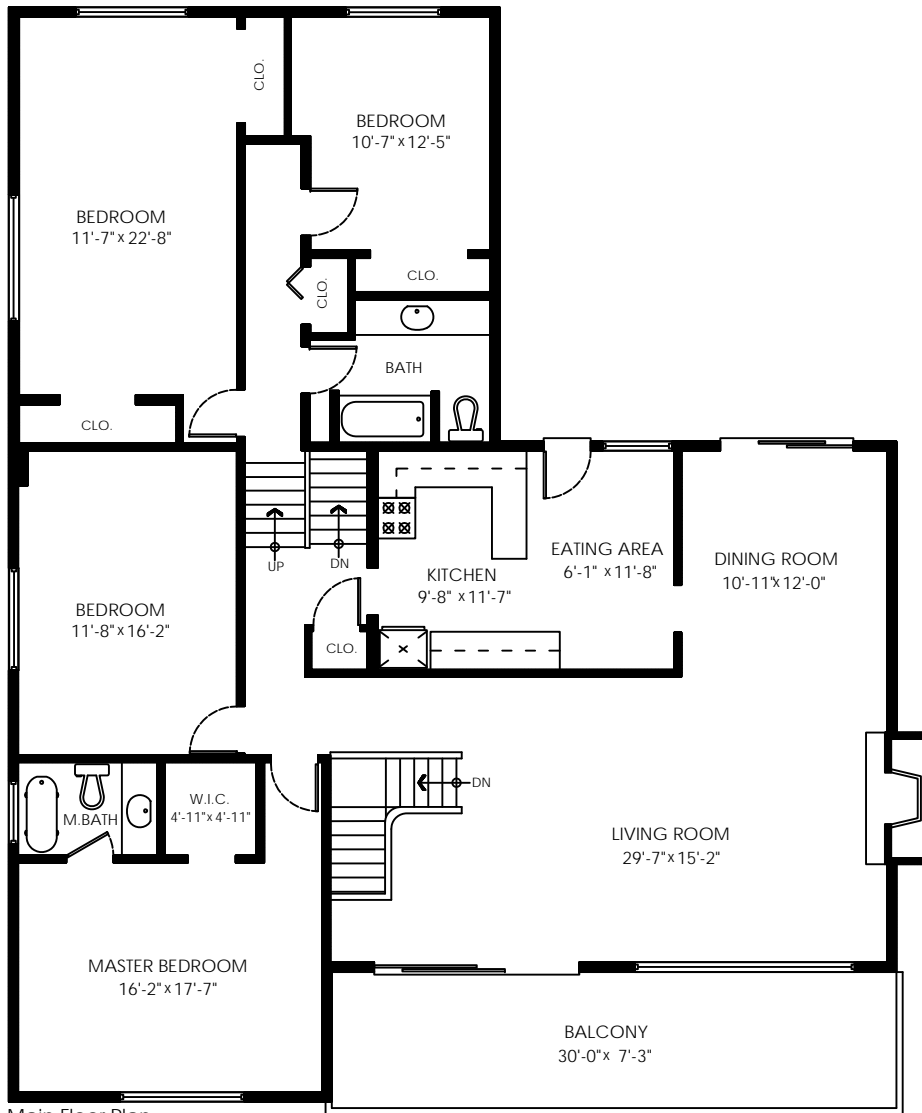 CLO.
BEDROOM
10'-7" x 12'-5"
BEDROOM
11'-7" x 22'-8"
CLO.
CLO.
BATH
CLO.
UP
DN
KITCHEN
9'-8" x 11'-7"
EATING AREA
6'-1" x 11'-8"
DINING ROOM
10'-11" x 12'-0"
BEDROOM
11'-8" x 16'-2"
CLO.
W.I.C.
4'-11" x 4'-11"
M.BATH
DN
LIVING ROOM
29'-7" x 15'-2"
MASTER BEDROOM
16'-2" x 17'-7"
BALCONY
30'-0" x 7'-3"
Main Floor Plan